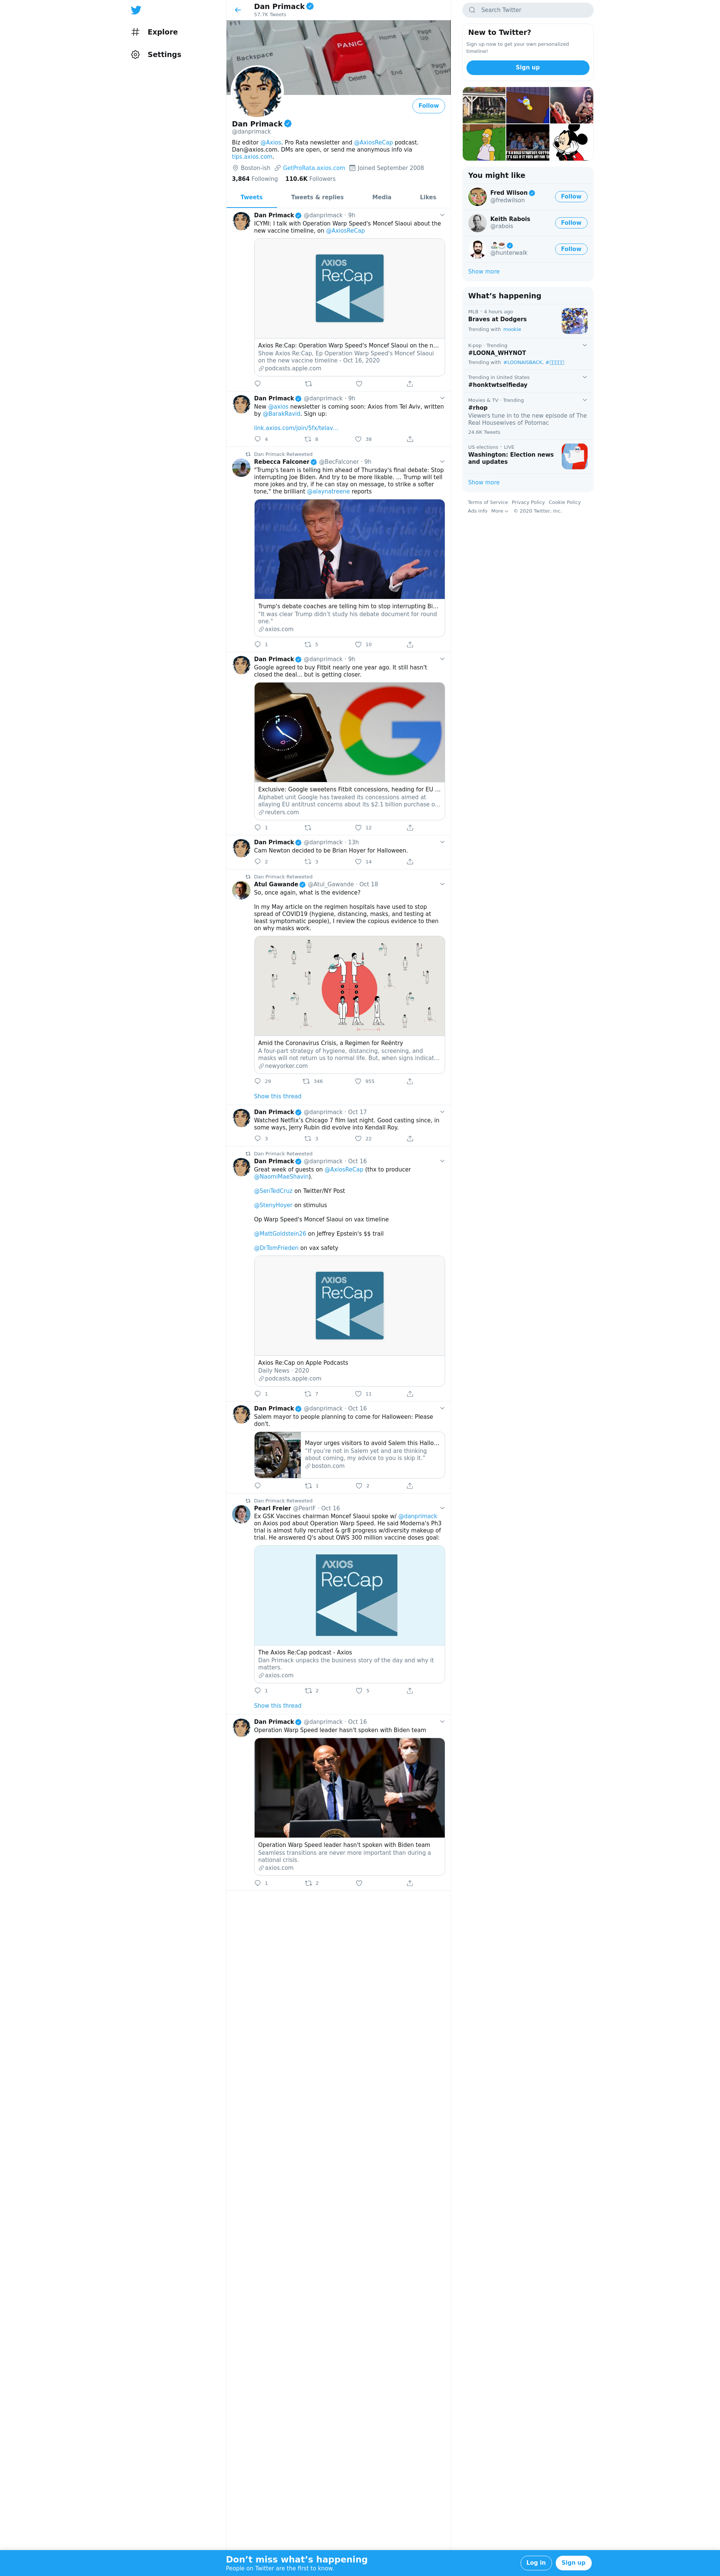 Explore
Settings
Dan Primack
57.7K Tweets
Backspace
PANIC
Home
Page Up
Delete
End
Page Down
Follow
Dan Primack
@danprimack
Biz editor @Axios. Pro Rata newsletter and @AxiosReCap podcast.
Dan@axios.com. DMs are open, or send me anonymous info via
tips.axios.com.
Boston-ish GetProRata.axios.com Joined September 2008
3,864 Following 110.6K Followers
Tweets Tweets & replies Media Likes
Dan Primack @danprimack · 9h
ICYMI: I talk with Operation Warp Speed's Moncef Slaoui about the
new vaccine timeline, on @AxiosReCap
AXIOS
Re:Cap
Axios Re:Cap: Operation Warp Speed's Moncef Slaoui on the n...
Show Axios Re:Cap, Ep Operation Warp Speed's Moncef Slaoui
on the new vaccine timeline - Oct 16, 2020
podcasts.apple.com
Dan Primack @danprimack · 9h
New @axios newsletter is coming soon: Axios from Tel Aviv, written
by @BarakRavid. Sign up:
link.axios.com/join/5fx/telav...
4 6 38
Dan Primack Retweeted
Rebecca Falconer @BecFalconer · 9h
"Trump's team is telling him ahead of Thursday's final debate: Stop
interrupting Joe Biden. And try to be more likable. ... Trump will tell
more jokes and try, if he can stay on message, to strike a softer
tone," the brilliant @alaynatreene reports
Trump's debate coaches are telling him to stop interrupting Bi...
"It was clear Trump didn't study his debate document for round
one."
axios.com
1 5 10
Dan Primack @danprimack · 9h
Google agreed to buy Fitbit nearly one year ago. It still hasn't
closed the deal... but is getting closer.
Exclusive: Google sweetens Fitbit concessions, heading for EU ...
Alphabet unit Google has tweaked its concessions aimed at
allaying EU antitrust concerns about its $2.1 billion purchase o...
reuters.com
1 12
Dan Primack @danprimack · 13h
Cam Newton decided to be Brian Hoyer for Halloween.
2 3 14
Dan Primack Retweeted
Atul Gawande @Atul_Gawande · Oct 18
So, once again, what is the evidence?
In my May article on the regimen hospitals have used to stop
spread of COVID19 (hygiene, distancing, masks, and testing at
least symptomatic people), I review the copious evidence to then
on why masks work.
Amid the Coronavirus Crisis, a Regimen for Reëntry
A four-part strategy of hygiene, distancing, screening, and
masks will not return us to normal life. But, when signs indicat...
newyorker.com
29 346 955
Show this thread
Dan Primack @danprimack · Oct 17
Watched Netflix's Chicago 7 film last night. Good casting since, in
some ways, Jerry Rubin did evolve into Kendall Roy.
3 3 22
Dan Primack Retweeted
Dan Primack @danprimack · Oct 16
Great week of guests on @AxiosReCap (thx to producer
@NaomiMaeShavin).
@SenTedCruz on Twitter/NY Post
@StenyHoyer on stimulus
Op Warp Speed's Moncef Slaoui on vax timeline
@MattGoldstein26 on Jeffrey Epstein's $$ trail
@DrTomFrieden on vax safety
AXIOS
Re:Cap
Axios Re:Cap on Apple Podcasts
Daily News · 2020
podcasts.apple.com
1 7 11
Dan Primack @danprimack · Oct 16
Salem mayor to people planning to come for Halloween: Please
don't.
Mayor urges visitors to avoid Salem this Hallo...
"If you're not in Salem yet and are thinking
about coming, my advice to you is skip it."
boston.com
1 2
Dan Primack Retweeted
Pearl Freier @PearlF · Oct 16
Ex GSK Vaccines chairman Moncef Slaoui spoke w/ @danprimack
on Axios pod about Operation Warp Speed. He said Moderna's Ph3
trial is almost fully recruited & gr8 progress w/diversity makeup of
trial. He answered Q's about OWS 300 million vaccine doses goal:
AXIOS
Re:Cap
The Axios Re:Cap podcast - Axios
Dan Primack unpacks the business story of the day and why it
matters.
axios.com
1 2 5
Show this thread
Dan Primack @danprimack · Oct 16
Operation Warp Speed leader hasn't spoken with Biden team
Operation Warp Speed leader hasn't spoken with Biden team
Seamless transitions are never more important than during a
national crisis.
axios.com
1 2
Search Twitter
New to Twitter?
Sign up now to get your own personalized
timeline!
Sign up
You might like
Fred Wilson
@fredwilson
Follow
Keith Rabois
@rabois
Follow
@hunterwalk
Follow
Show more
What's happening
MLB · 4 hours ago
Braves at Dodgers
Trending with mookie
K-pop · Trending
#LOONA_WHYNOT
Trending with #LOONAISBACK, #
Trending in United States
#honktwtselfieday
Movies & TV · Trending
#rhop
Viewers tune in to the new episode of The
Real Housewives of Potomac
24.6K Tweets
US elections · LIVE
Washington: Election news
and updates
Show more
Terms of Service Privacy Policy Cookie Policy
Ads info More © 2020 Twitter, Inc.
Don't miss what's happening
People on Twitter are the first to know.
Log in
Sign up